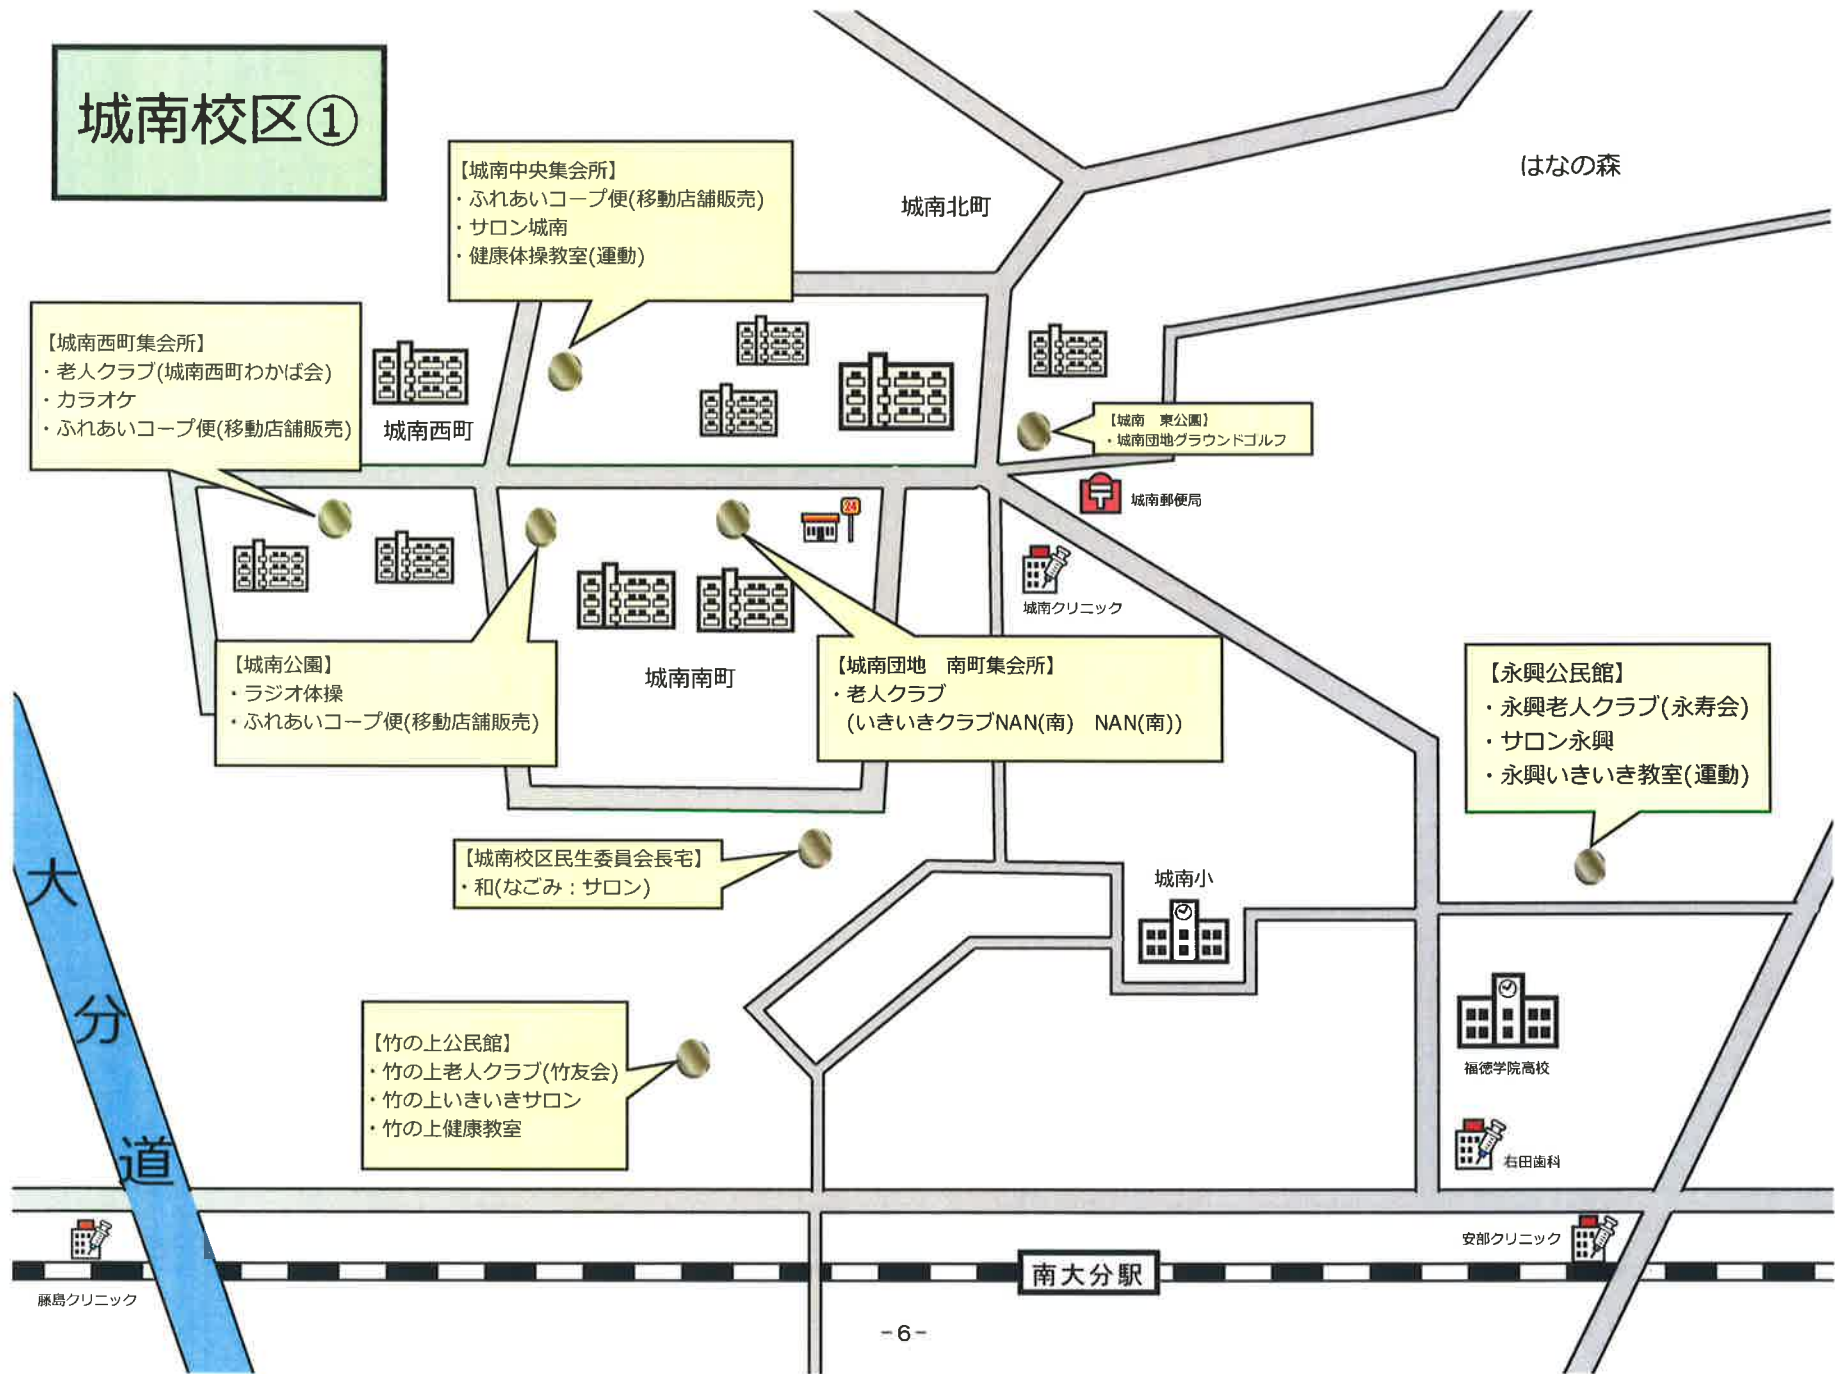 城南校区①
はなの森
城南北町
【城南中央集会所】
・ふれあいコープ便(移動店舗販売)
・サロン城南
・健康体操教室(運動)
【城南西町集会所】
・老人クラブ(城南西町わかば会)
・カラオケ
・ふれあいコープ便(移動店舗販売)
城南西町
【城南　東公園】
・城南団地グラウンドゴルフ
城南郵便局
24
城南クリニック
【城南公園】
・ラジオ体操
・ふれあいコープ便(移動店舗販売)
城南南町
【城南団地　南町集会所】
・老人クラブ
(いきいきクラブNAN(南)　NAN(南))
【永興公民館】
・永興老人クラブ(永寿会)
・サロン永興
・永興いきいき教室(運動)
【城南校区民生委員会長宅】
・和(なごみ：サロン)
城南小
大分道
【竹の上公民館】
・竹の上老人クラブ(竹友会)
・竹の上いきいきサロン
・竹の上健康教室
福徳学院高校
右田歯科
安部クリニック
南大分駅
藤島クリニック
-6-